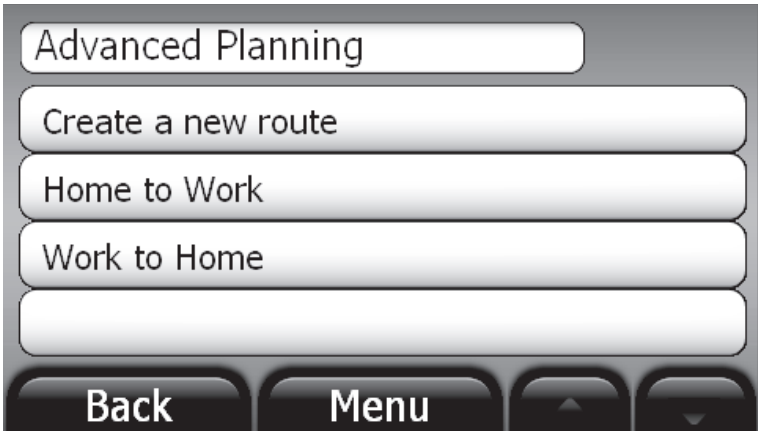 Advanced Planning
Create a new route
Home to Work
Work to Home
Back Menu